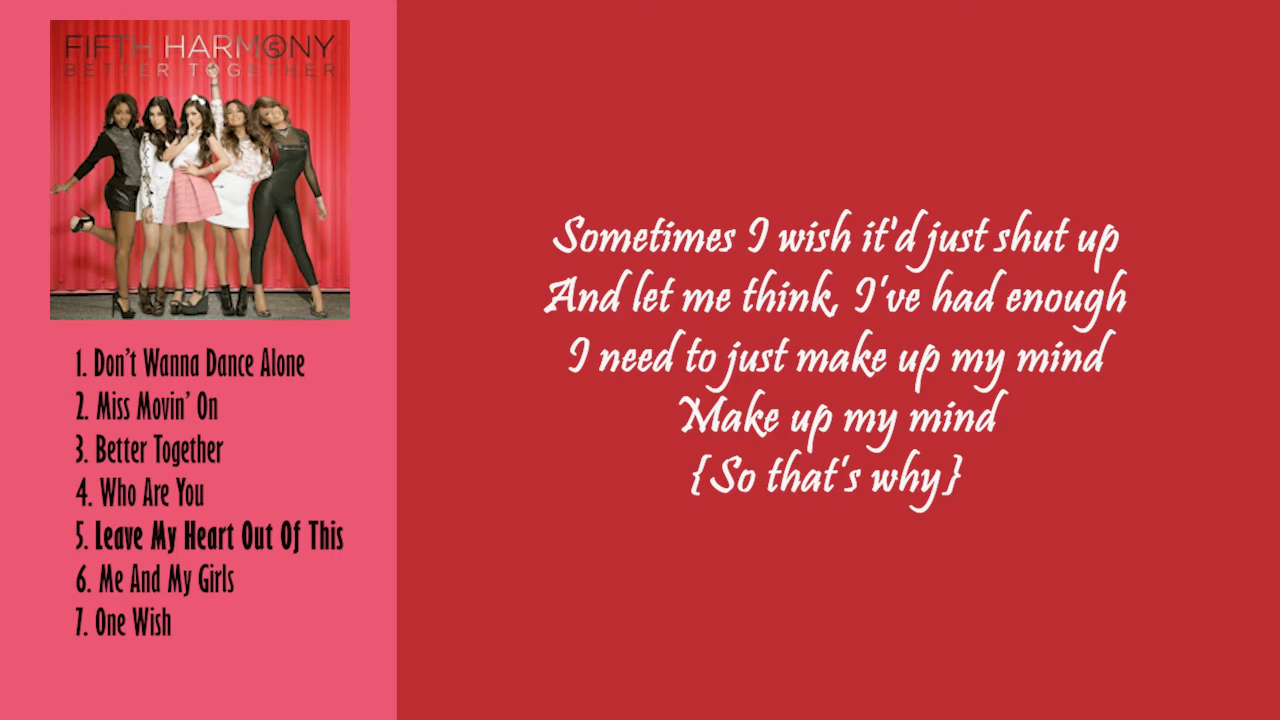 FIFTH HARMONY
BETTER TOGETHER
1. Don't Wanna Dance Alone
2. Miss Movin' On
3. Better Together
4. Who Are You
5. Leave My Heart Out Of This
6. Me And My Girls
7. One Wish
Sometimes I wish it'd just shut up
And let me think, I've had enough
I need to just make up my mind
Make up my mind
{So that's why}